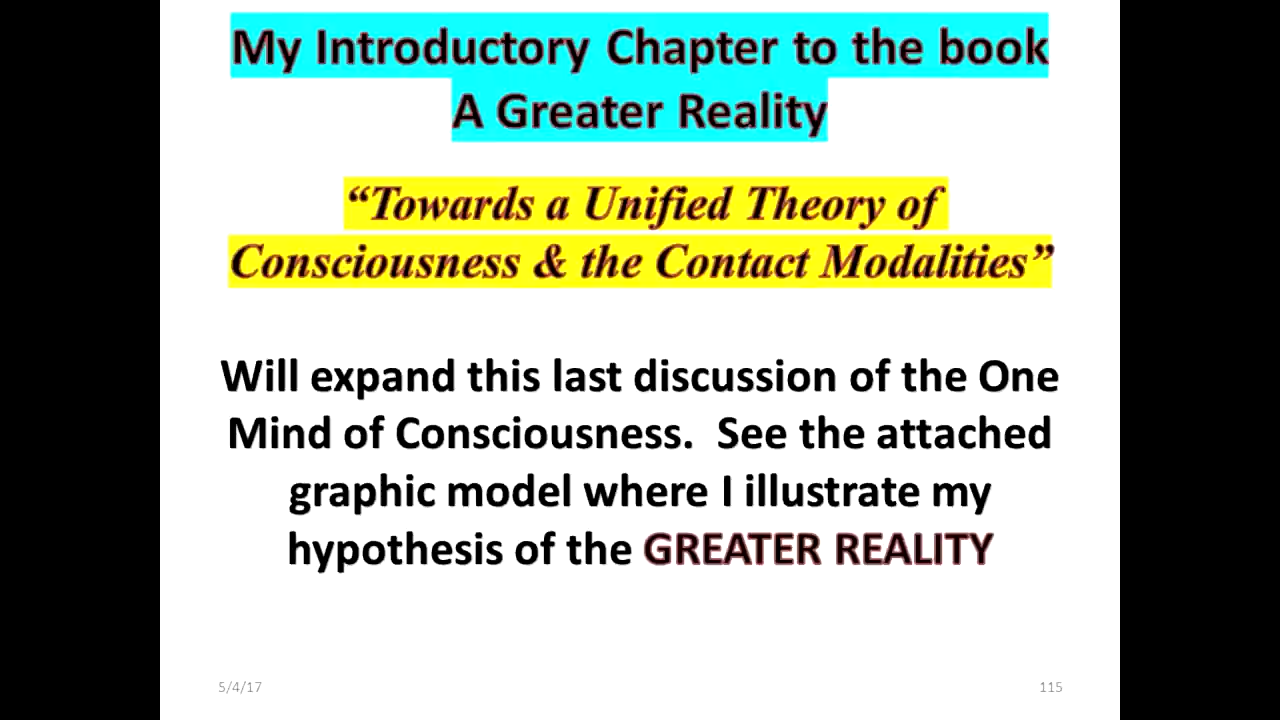 My Introductory Chapter to the book
A Greater Reality
“Towards a Unified Theory of
Consciousness & the Contact Modalities”
Will expand this last discussion of the One
Mind of Consciousness.  See the attached
graphic model where I illustrate my
hypothesis of the GREATER REALITY
5/4/17
115